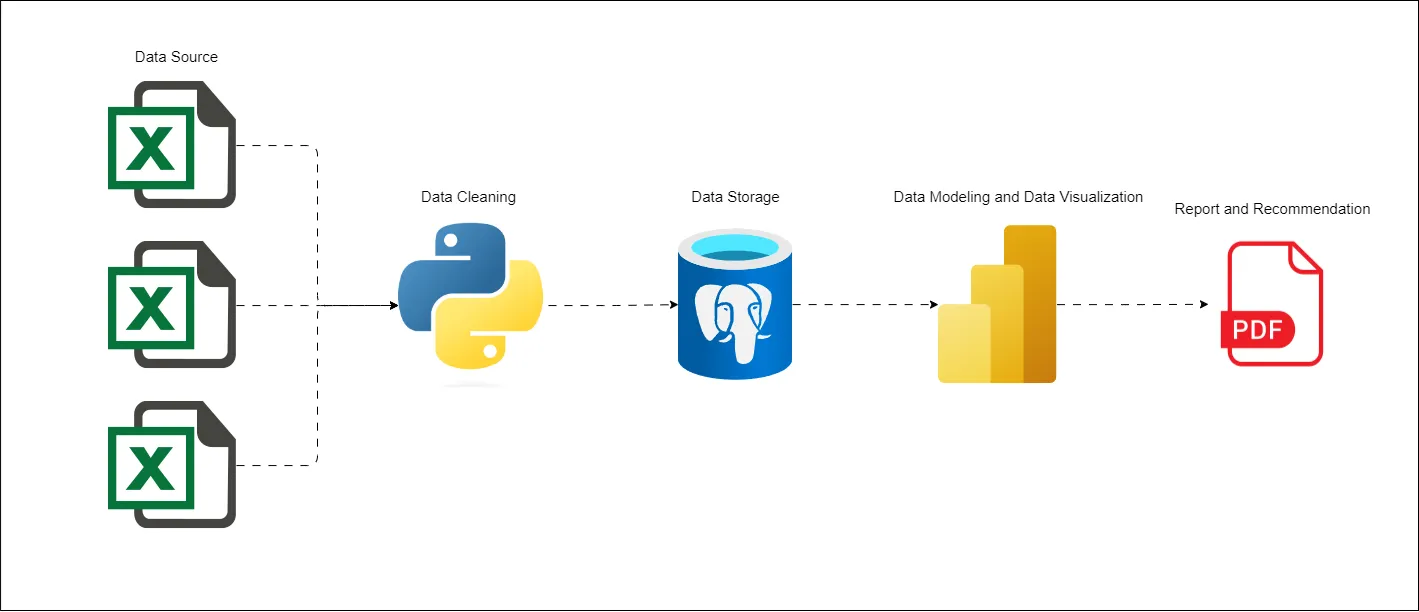 Data Source
X
X
X
Data Cleaning
Data Storage
Data Modeling and Data Visualization
Report and Recommendation
PDF